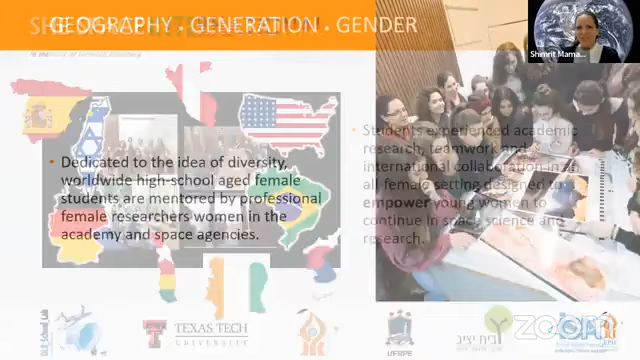 GEOGRAPHY • GENERATION • GENDER
Shimrit Mama...
• Dedicated to the idea of diversity,
worldwide high-school aged female
students are mentored by professional
female researchers women in the
academy and space agencies.
• Students experienced academic
research, teamwork and
international collaboration in an
all-female setting designed to
empower young women to
continue in space science and
research.
TEXAS TECH
UNIVERSITY
UFRPE
בית יציב
zoom